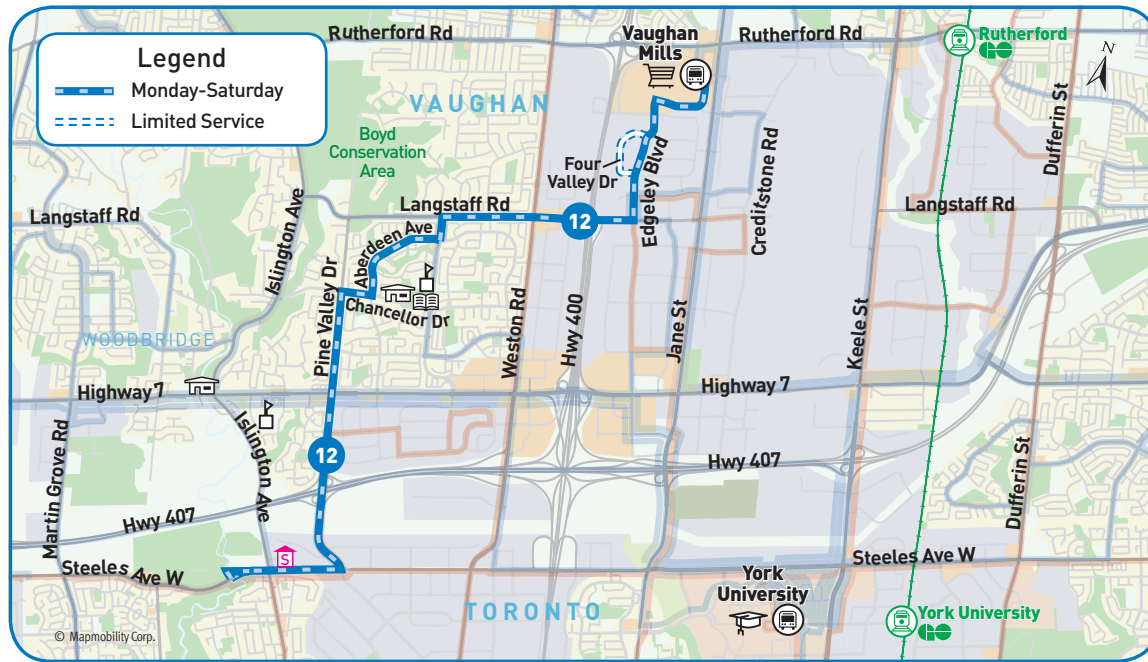 Legend
Monday-Saturday
Limited Service
Rutherford Rd
Vaughan
Mills
Rutherford Rd
Rutherford
GO
N
VAUGHAN
Boyd
Conservation
Area
Four
Valley Dr
Edgeley Blvd
Creditstone Rd
Dufferin St
Islington Ave
Langstaff Rd
Langstaff Rd
12
Langstaff Rd
Aberdeen Ave
Pine Valley Dr
Chancellor Dr
Weston Rd
Hwy 400
Jane St
Keele St
WOODBRIDGE
Highway 7
Highway 7
Islington Ave
Martin Grove Rd
12
Hwy 407
Hwy 407
Dufferin St
Steeles Ave W
S
Steeles Ave W
TORONTO
York
University
York University
GO
© Mapmobility Corp.